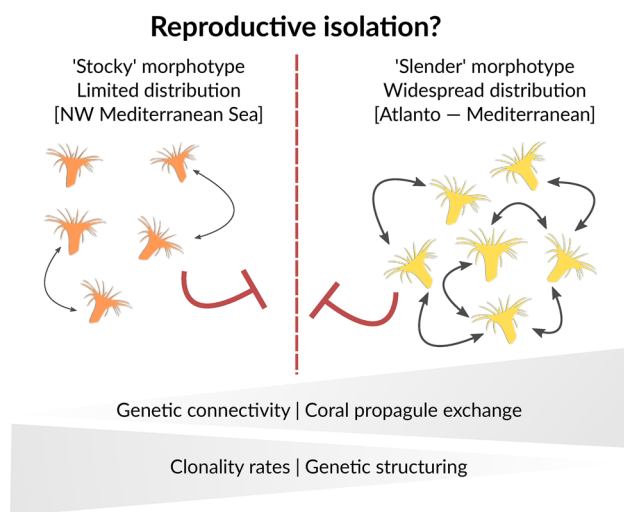 Reproductive isolation?
'Stocky' morphotype
Limited distribution
[NW Mediterranean Sea]
'Slender' morphotype
Widespread distribution
[Atlanto — Mediterranean]
Genetic connectivity | Coral propagule exchange
Clonality rates | Genetic structuring